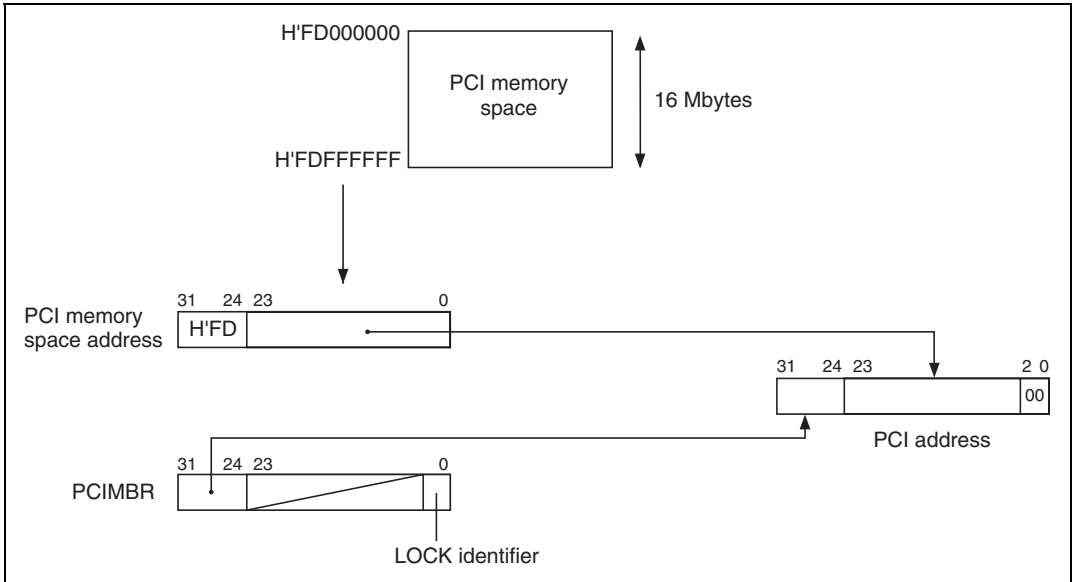 H'FD000000
PCI memory
space
16 Mbytes
H'FDFFFFFF
31 24 23 0
PCI memory
space address
H'FD
31 24 23 2 0
00
PCI address
31 24 23 0
PCIMBR
LOCK identifier